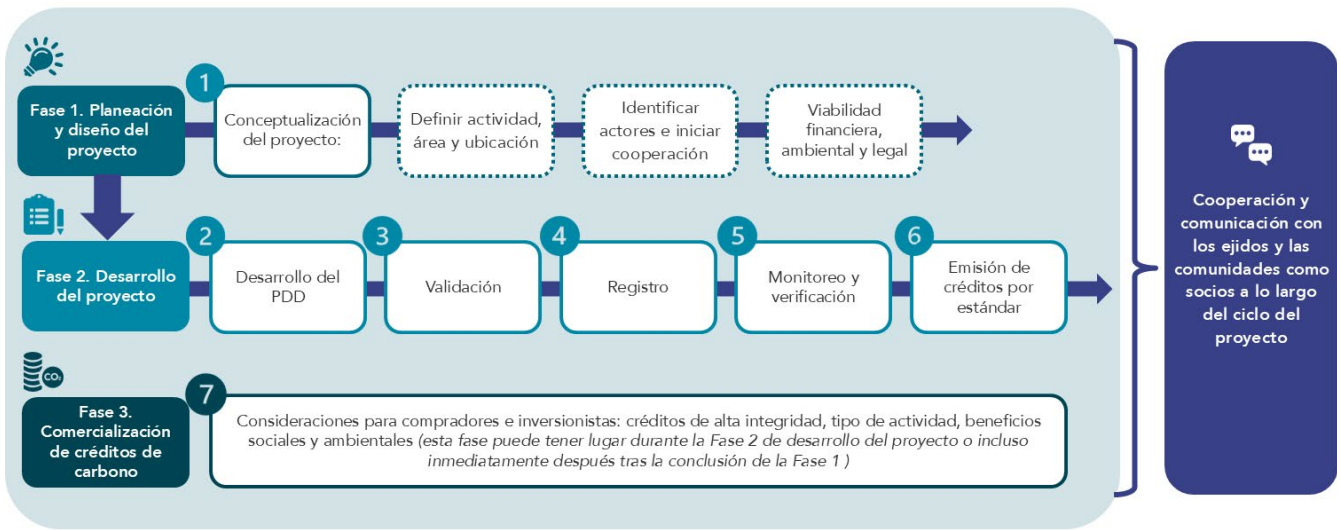 Fase 1. Planeación
y diseño del
proyecto
1
Conceptualización
del proyecto:
Definir actividad,
área y ubicación
Identificar
actores e iniciar
cooperación
Viabilidad
financiera,
ambiental y legal
Fase 2. Desarrollo
del proyecto
2
Desarrollo del
PDD
3
Validación
4
Registro
5
Monitoreo y
verificación
6
Emisión de
créditos por
estándar
CO₂
Fase 3.
Comercialización
de créditos de
carbono
7
Consideraciones para compradores e inversionistas: créditos de alta integridad, tipo de actividad, beneficios
sociales y ambientales (esta fase puede tener lugar durante la Fase 2 de desarrollo del proyecto o incluso
inmediatamente después tras la conclusión de la Fase 1 )
Cooperación y
comunicación con
los ejidos y las
comunidades como
socios a lo largo
del ciclo del
proyecto